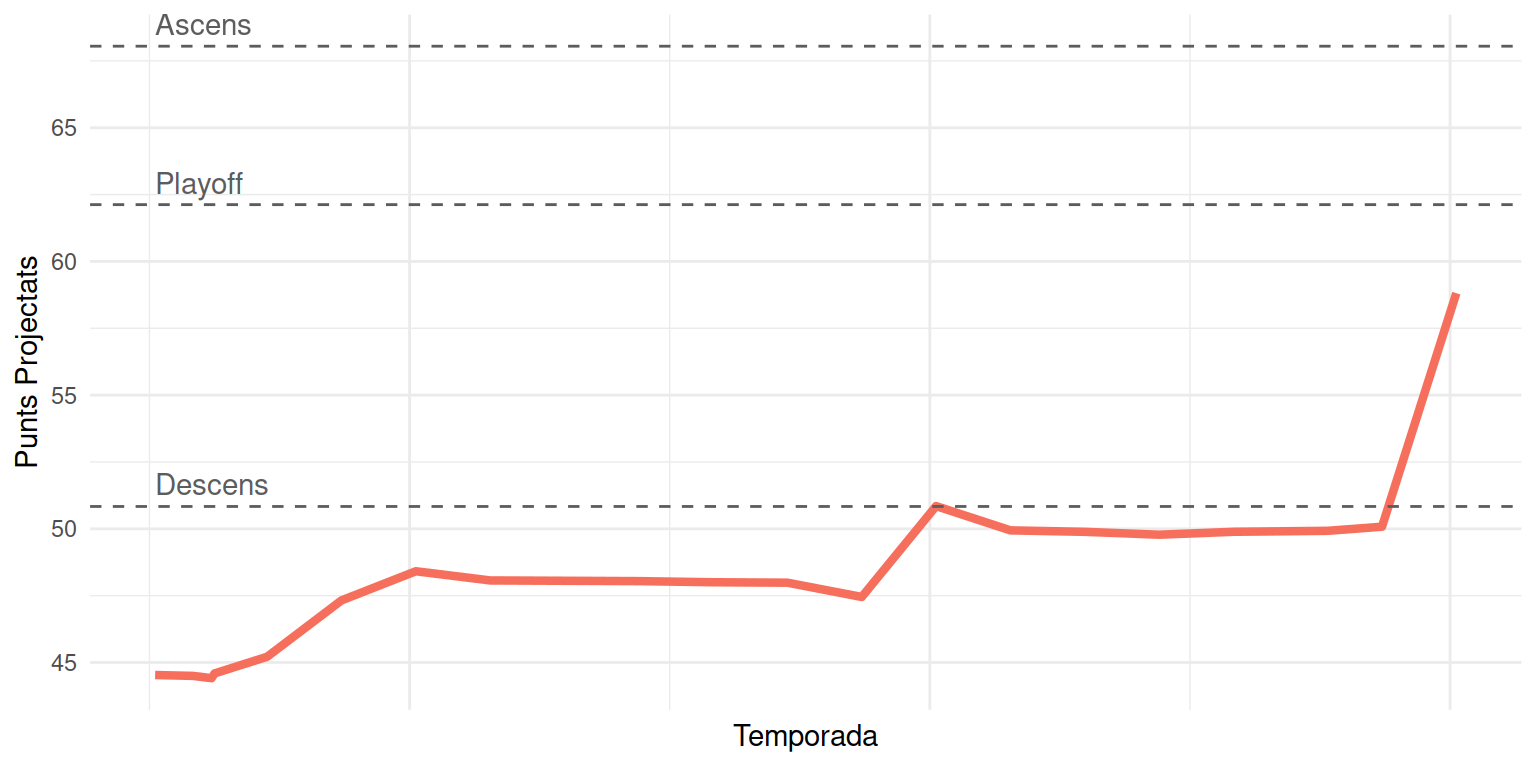 Ascens
65
Playoff
60
Punts Projectats
55
Descens
50
45
Temporada